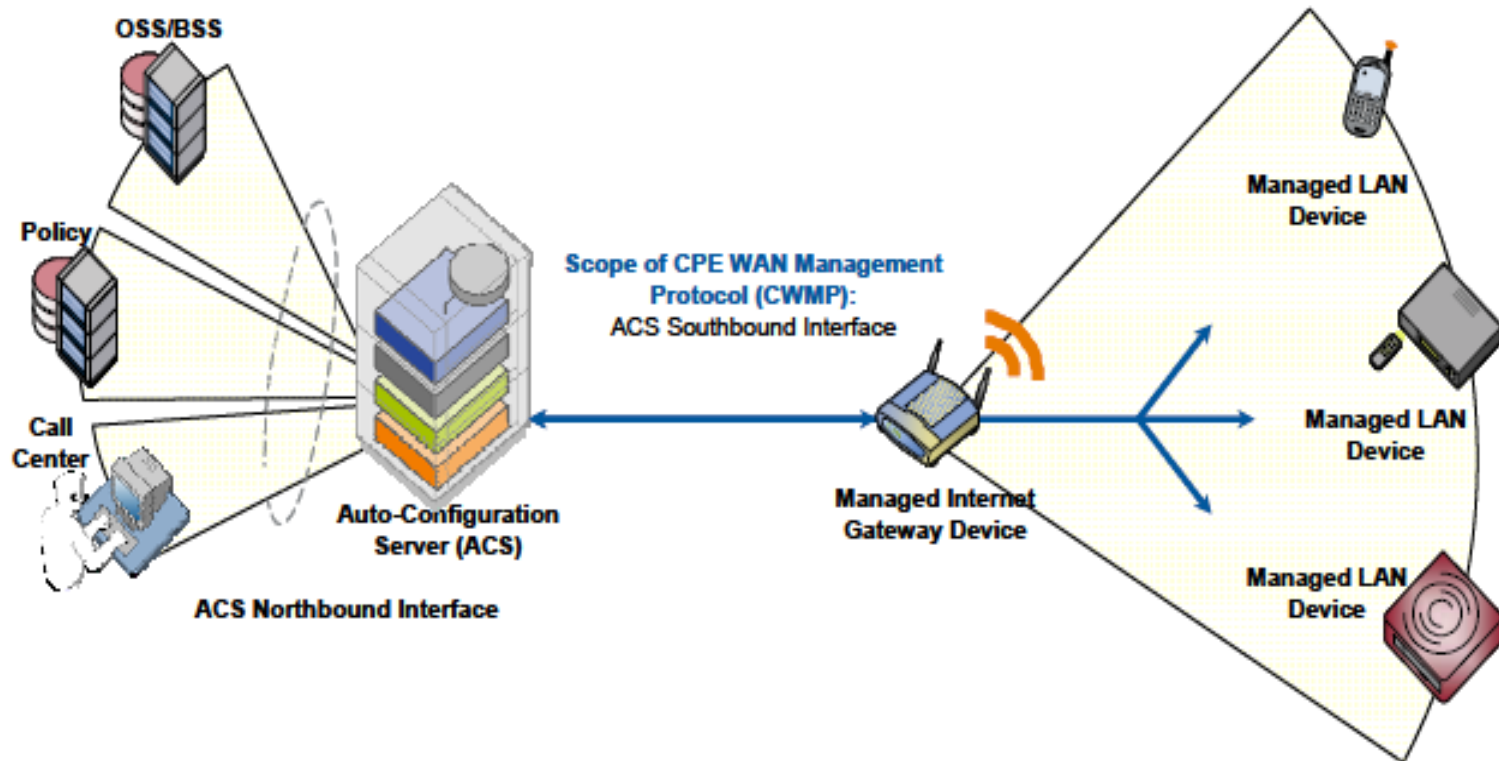 OSS/BSS
Policy
Call
Center
Auto-Configuration
Server (ACS)
ACS Northbound Interface
Scope of CPE WAN Management
Protocol (CWMP):
ACS Southbound Interface
Managed Internet
Gateway Device
Managed LAN
Device
Managed LAN
Device
Managed LAN
Device